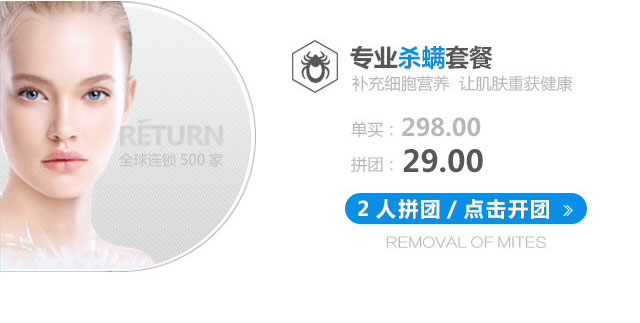 专业杀螨套餐
补充细胞营养 让肌肤重获健康
RETURN
全球连锁 500 家
单买：298.00
拼团：29.00
2 人拼团 / 点击开团 »
REMOVAL OF MITES